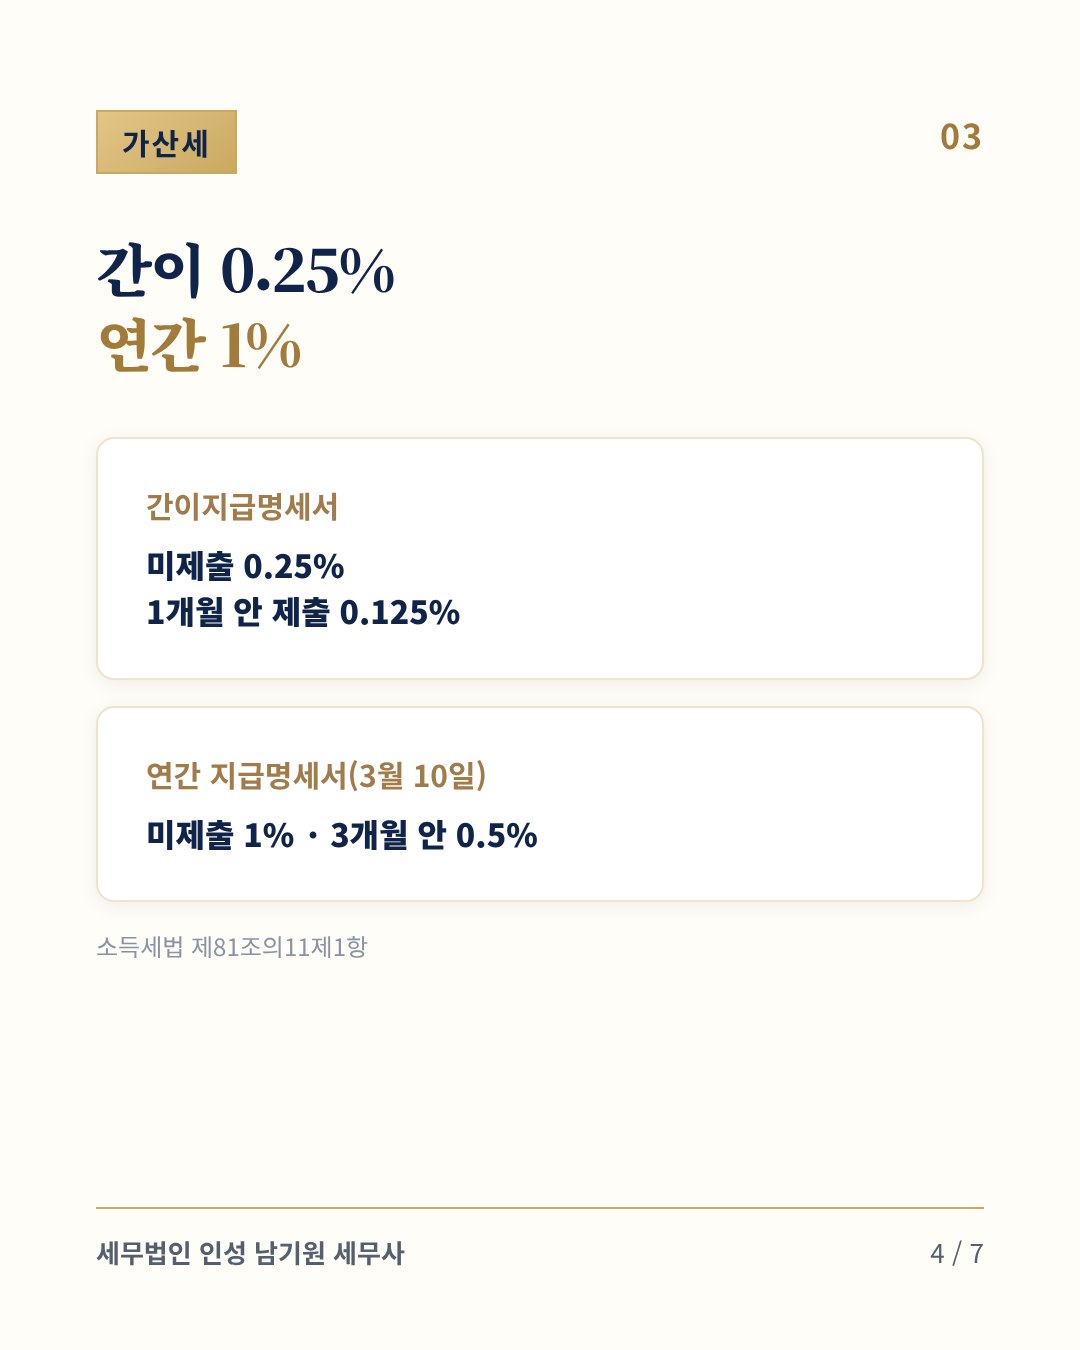 가산세
03
간이 0.25%
연간 1%
간이지급명세서
미제출 0.25%
1개월 안 제출 0.125%
연간 지급명세서(3월 10일)
미제출 1% · 3개월 안 0.5%
소득세법 제81조의11제1항
세무법인 인성 남기원 세무사
4 / 7